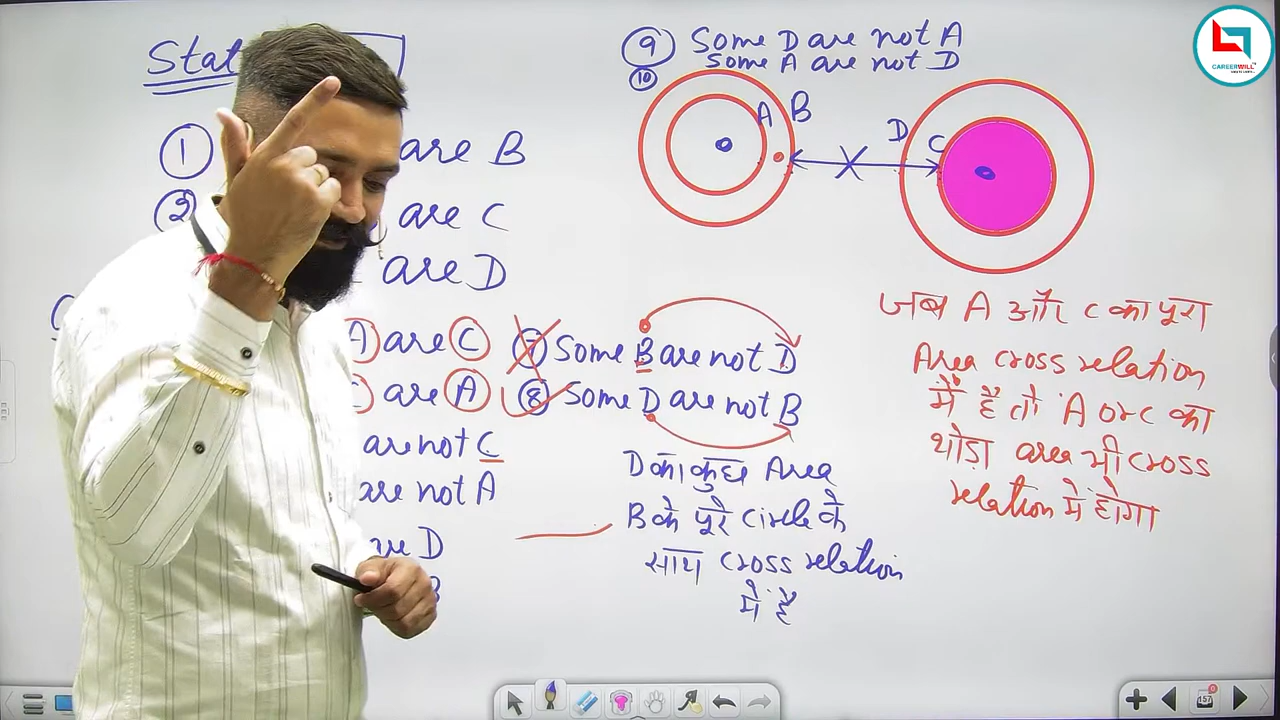 Stat
① are B
② are C
are D
A are C
are A
are not C
are not A
are D
B
⑦ Some B are not D
⑧ Some D are not B
D का कुछ Area
B के पूरे circle के
साथ cross relation
में है
⑨ Some D are not A
⑩ Some A are not D
A B
D C
जब A और C का पूरा
Area cross relation
में है तो A or C का
थोड़ा area भी cross
relation में होगा
CAREERWILL
157